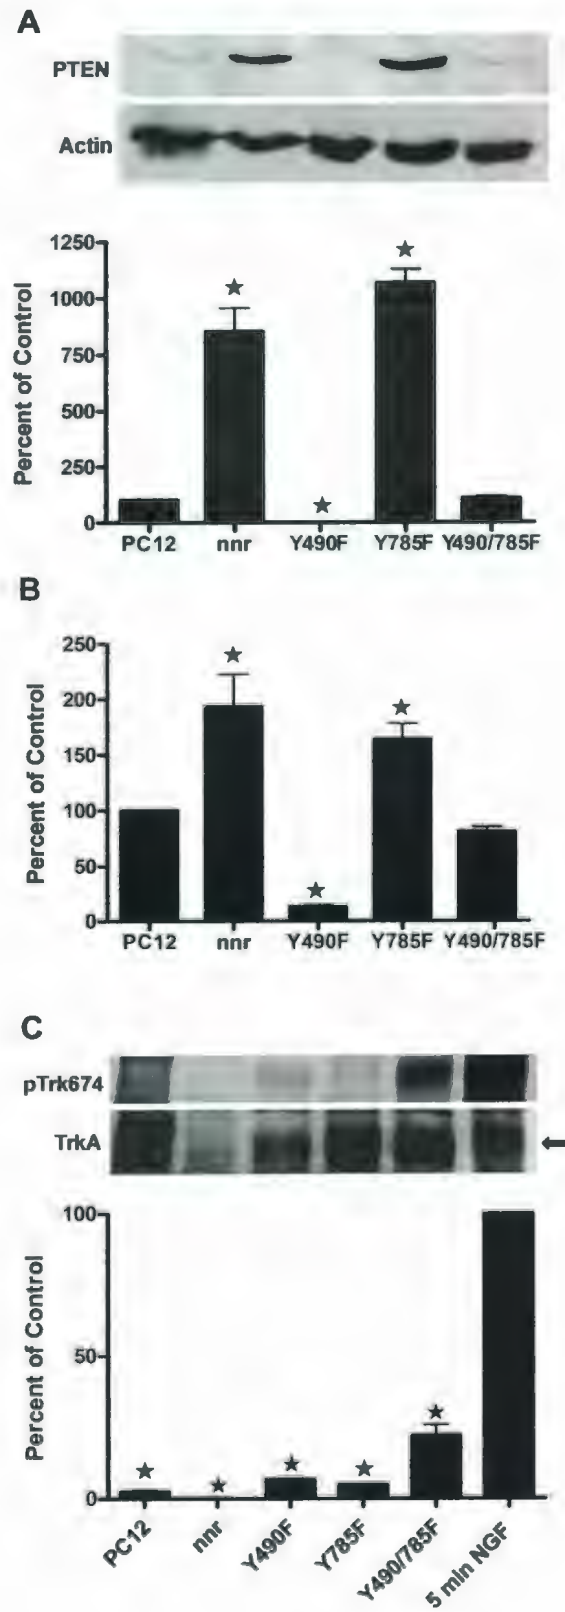 A
PTEN
Actin
1250
1000
750
500
250
0
Percent of Control
PC12 nnr Y490F Y785F Y490/785F
B
250
200
150
100
50
0
Percent of Control
PC12 nnr Y490F Y785F Y490/785F
C
pTrk674
TrkA
100
50
0
Percent of Control
PC12 nnr Y490F Y785F Y490/785F 5 min NGF